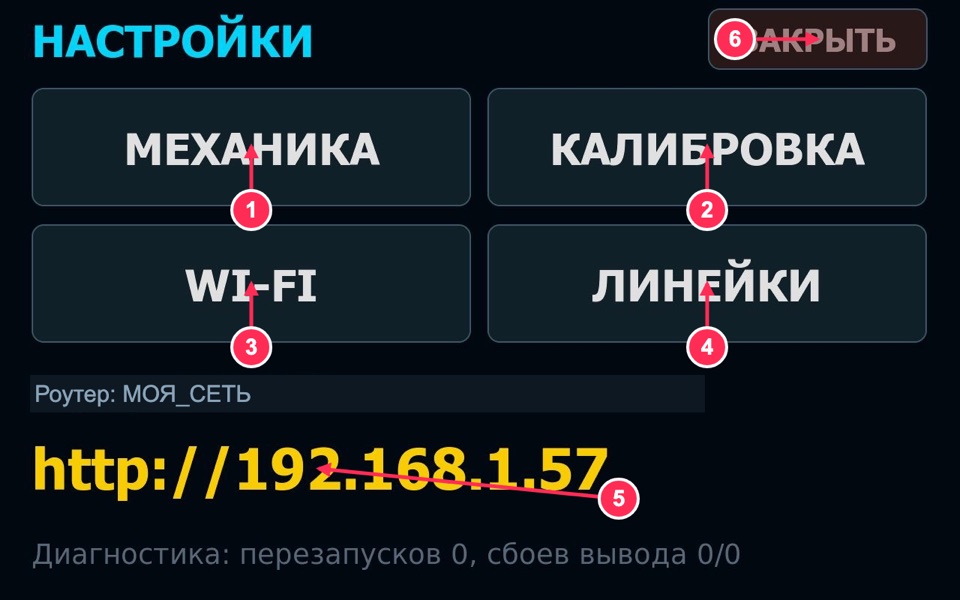 НАСТРОЙКИ
6 ЗАКРЫТЬ
МЕХАНИКА
КАЛИБРОВКА
1
2
WI-FI
ЛИНЕЙКИ
3
4
Роутер: МОЯ_СЕТЬ
http://192.168.1.57
5
Диагностика: перезапусков 0, сбоев вывода 0/0